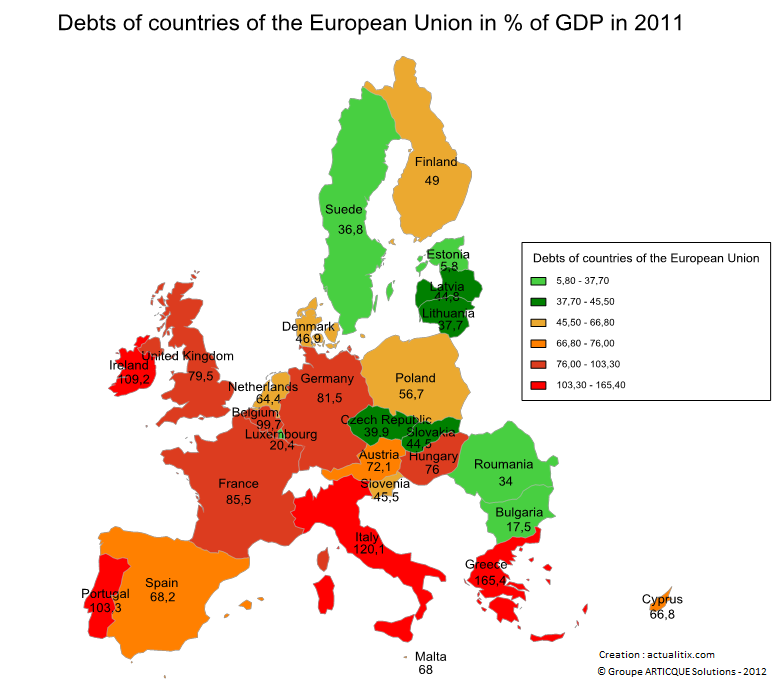 Debts of countries of the European Union in % of GDP in 2011
Finland
49
Suede
36,8
Estonia
5,8
Latvia
44,8
Lithuania
37,7
Denmark
46,9
United Kingdom
79,5
Ireland
109,2
Netherlands
64,4
Germany
81,5
Poland
56,7
Belgium
99,7
Luxembourg
20,4
Czech Republic
39,9
Slovakia
44,5
Austria
72,1
Hungary
76
Slovenia
45,5
France
85,5
Roumania
34
Bulgaria
17,5
Italy
120,1
Greece
165,4
Spain
68,2
Portugal
103,3
Cyprus
66,8
Malta
68
Debts of countries of the European Union
5,80 - 37,70
37,70 - 45,50
45,50 - 66,80
66,80 - 76,00
76,00 - 103,30
103,30 - 165,40
Creation : actualitix.com
© Groupe ARTICQUE Solutions - 2012